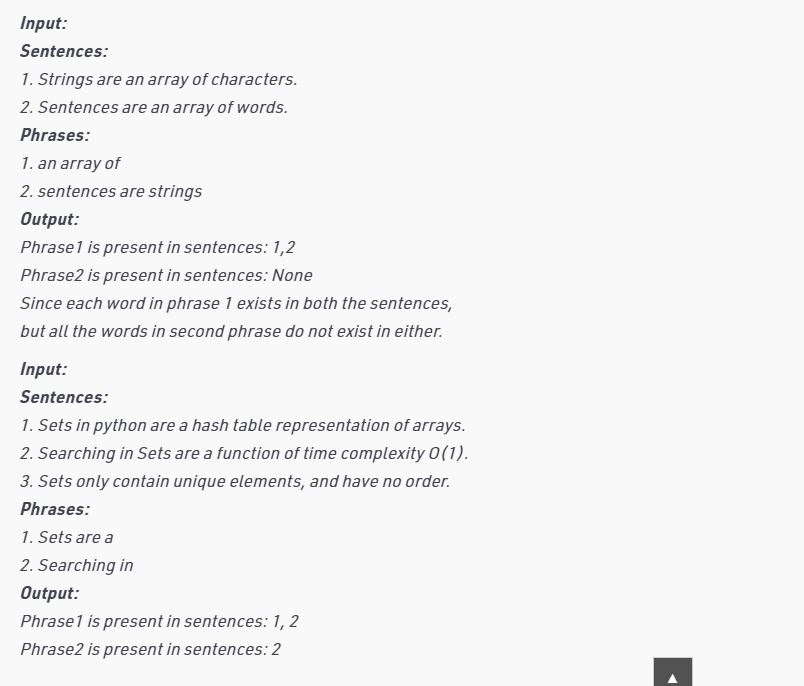 Input:
Sentences:
1. Strings are an array of characters.
2. Sentences are an array of words.
Phrases:
1. an array of
2. sentences are strings
Output:
Phrase1 is present in sentences: 1,2
Phrase2 is present in sentences: None
Since each word in phrase 1 exists in both the sentences,
but all the words in second phrase do not exist in either.
Input:
Sentences:
1. Sets in python are a hash table representation of arrays.
2. Searching in Sets are a function of time complexity O(1).
3. Sets only contain unique elements, and have no order.
Phrases:
1. Sets are a
2. Searching in
Output:
Phrase1 is present in sentences: 1, 2
Phrase2 is present in sentences: 2